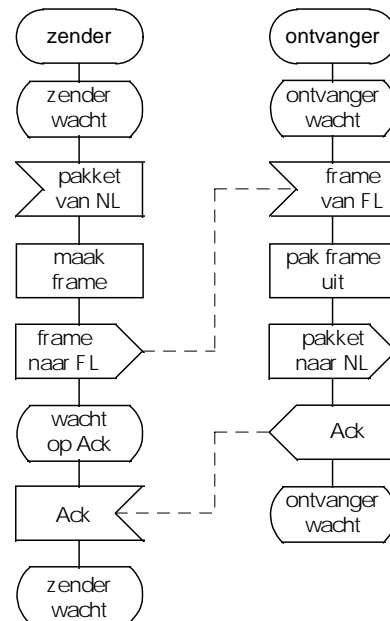 zender
zender
wacht
pakket
van NL
maak
frame
frame
naar FL
wacht
op Ack
Ack
zender
wacht
ontvanger
ontvanger
wacht
frame
van FL
pak frame
uit
pakket
naar NL
Ack
ontvanger
wacht